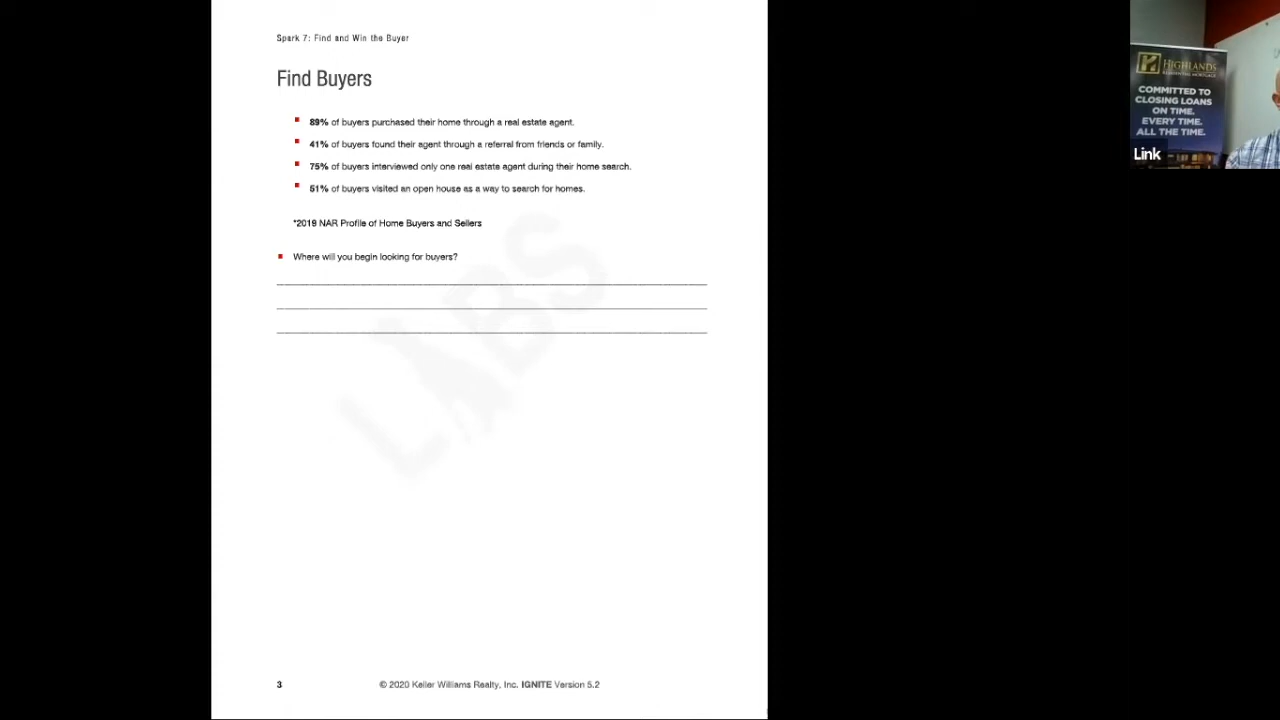 Spark 7: Find and Win the Buyer
Find Buyers
89% of buyers purchased their home through a real estate agent.
41% of buyers found their agent through a referral from friends or family.
75% of buyers interviewed only one real estate agent during their home search.
51% of buyers visited an open house as a way to search for homes.
*2019 NAR Profile of Home Buyers and Sellers
Where will you begin looking for buyers?
LABS
3
© 2020 Keller Williams Realty, Inc. IGNITE Version 5.2
HIGHLANDS
RESIDENTIAL MORTGAGE
COMMITTED TO
CLOSING LOANS
ON TIME.
EVERY TIME.
ALL THE TIME.
Link